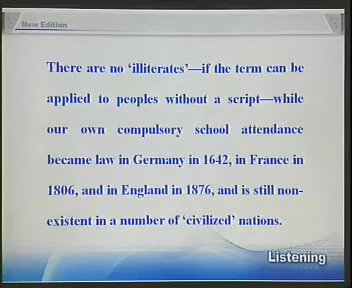 New Edition
There are no ‘illiterates’—if the term can be
applied to peoples without a script—while
our own compulsory school attendance
became law in Germany in 1642, in France in
1806, and in England in 1876, and is still non-
existent in a number of ‘civilized’ nations.
Listening